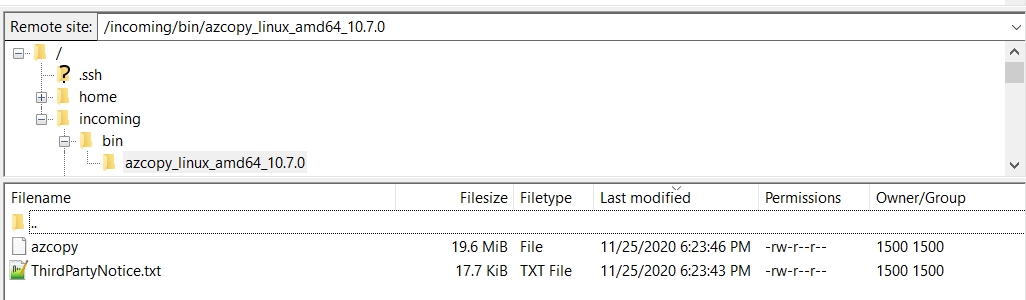 Remote site: /incoming/bin/azcopy_linux_amd64_10.7.0
/
? .ssh
home
incoming
bin
azcopy_linux_amd64_10.7.0
Filename Filesize Filetype Last modified Permissions Owner/Group
..
azcopy 19.6 MiB File 11/25/2020 6:23:46 PM -rw-r--r-- 1500 1500
ThirdPartyNotice.txt 17.7 KiB TXT File 11/25/2020 6:23:43 PM -rw-r--r-- 1500 1500